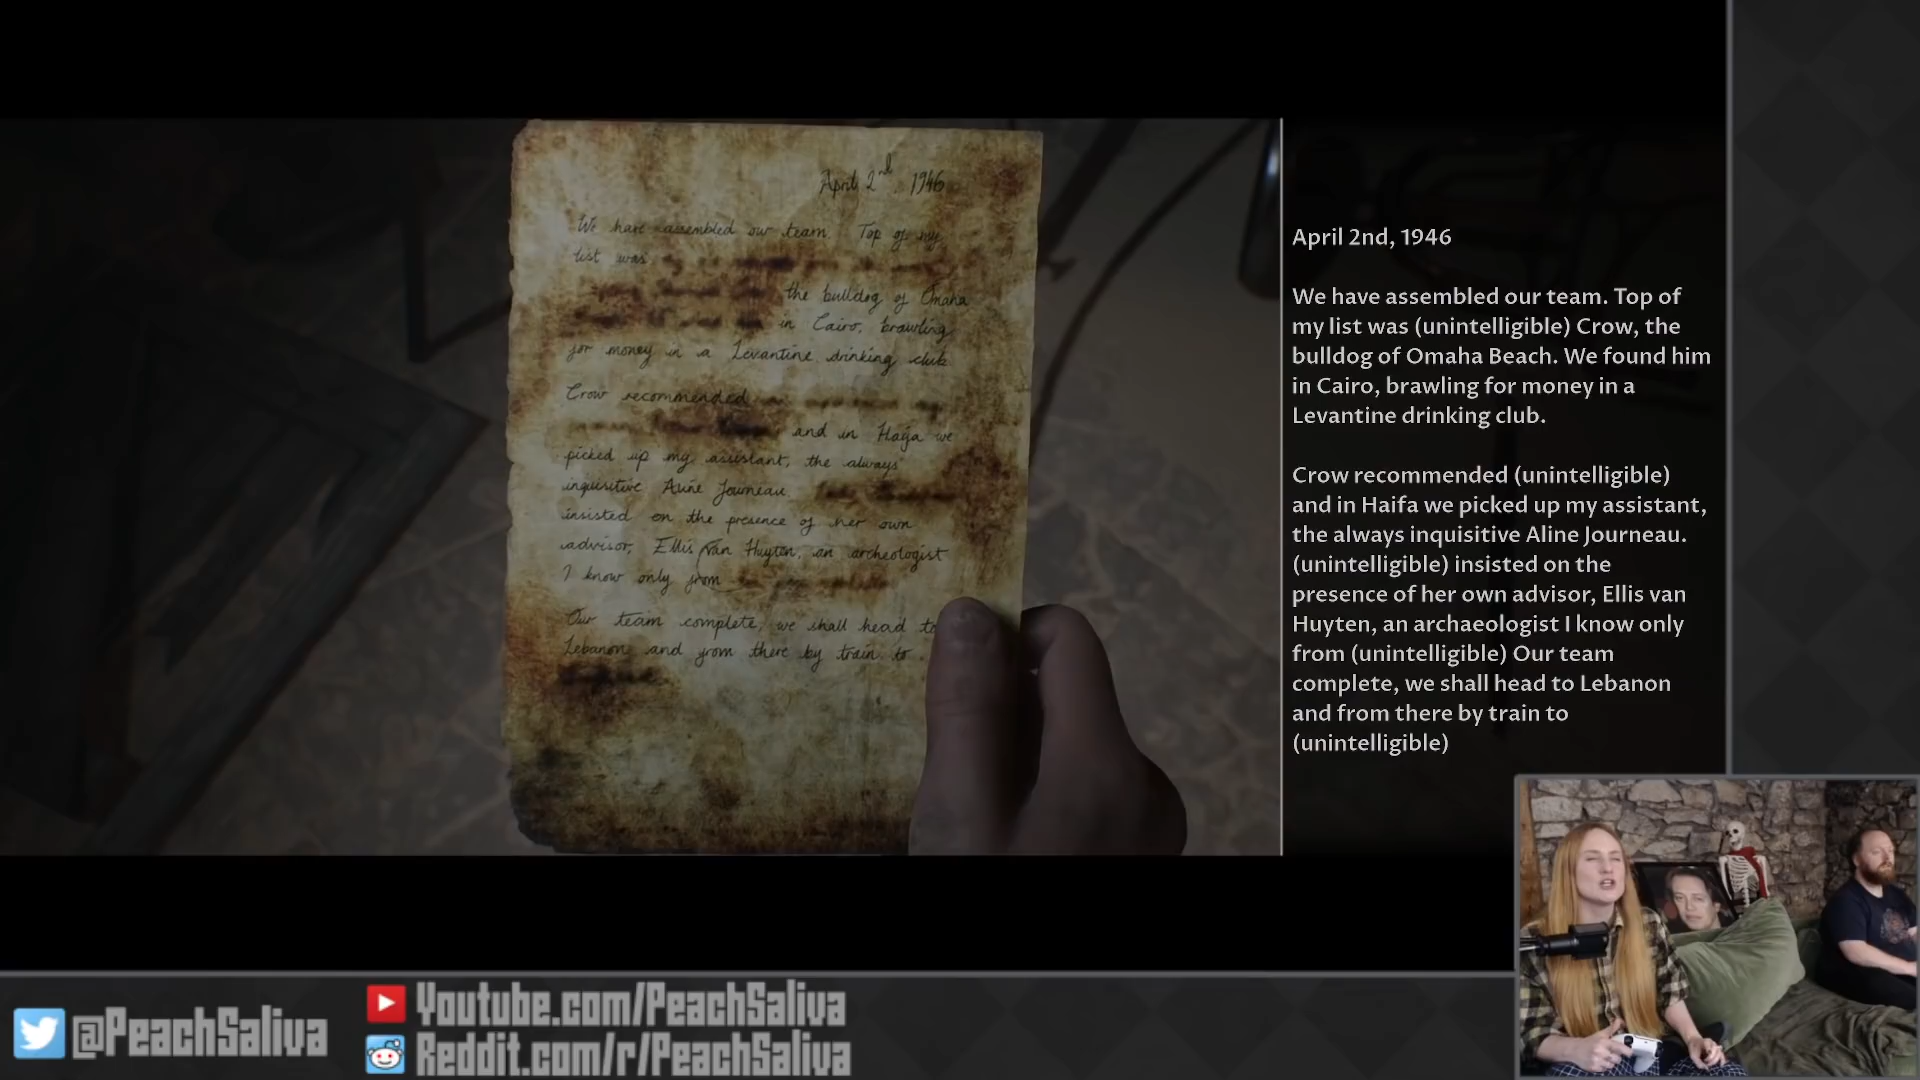 April 2nd, 1946
We have assembled our team. Top of my
list was
the bulldog of Omaha
in Cairo, brawling
for money in a Levantine drinking club.
Crow recommended
and in Haifa we
picked up my assistant, the always
inquisitive Aline Journeau.
insisted on the presence of her own
advisor, Ellis van Huyten, an archeologist
I know only from
Our team complete, we shall head to
Lebanon and from there by train to
April 2nd, 1946
We have assembled our team. Top of
my list was (unintelligible) Crow, the
bulldog of Omaha Beach. We found him
in Cairo, brawling for money in a
Levantine drinking club.
Crow recommended (unintelligible)
and in Haifa we picked up my assistant,
the always inquisitive Aline Journeau.
(unintelligible) insisted on the
presence of her own advisor, Ellis van
Huyten, an archaeologist I know only
from (unintelligible) Our team
complete, we shall head to Lebanon
and from there by train to
(unintelligible)
@PeachSaliva
Youtube.com/PeachSaliva
Reddit.com/r/PeachSaliva